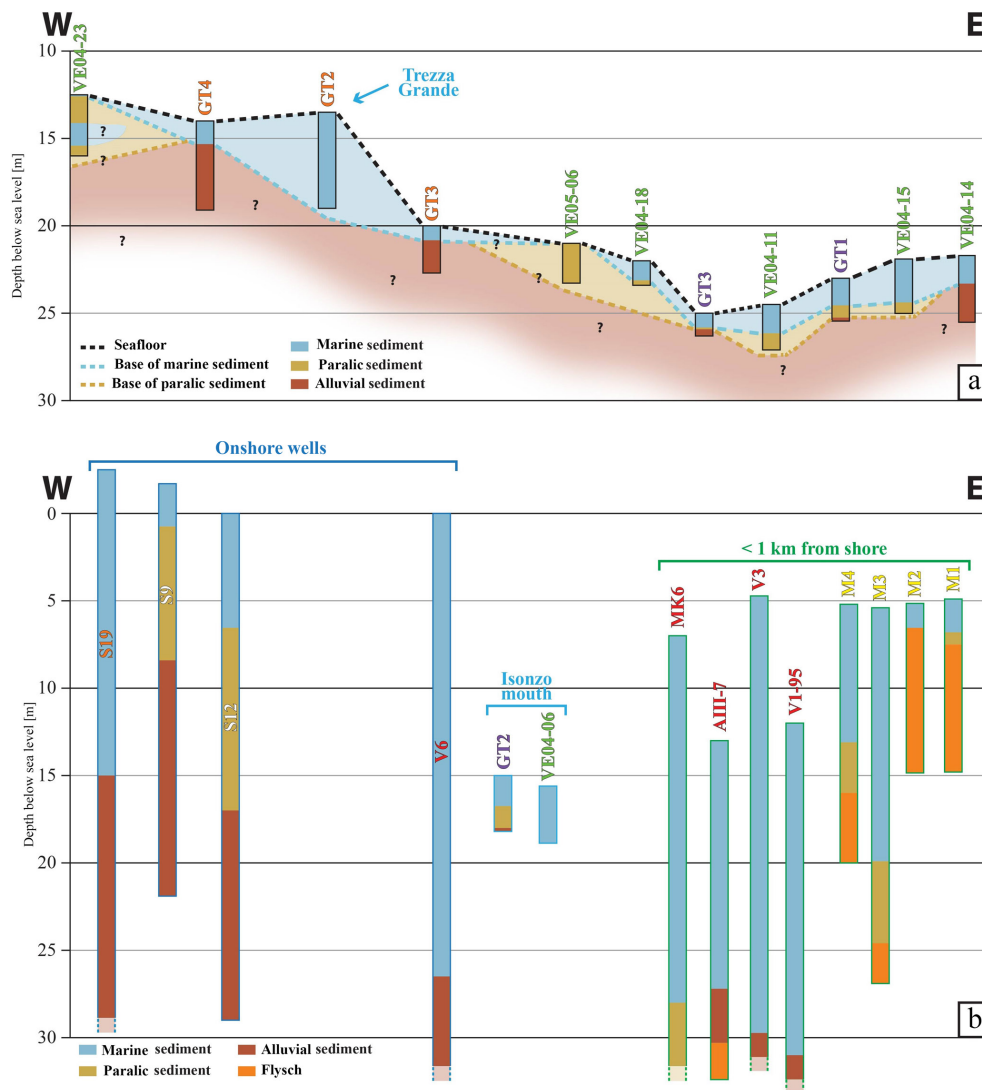 W
E
10
15
20
25
30
Depth below sea level [m]
VE04-23
GT4
GT2
Trezza
Grande
GT3
VE05-06
VE04-18
GT3
VE04-11
GT1
VE04-15
VE04-14
?
?
?
?
?
?
?
?
?
?
Seafloor
Base of marine sediment
Base of paralic sediment
Marine sediment
Paralic sediment
Alluvial sediment
a
Onshore wells
W
E
0
5
10
15
20
25
30
Depth below sea level [m]
< 1 km from shore
Isonzo
mouth
S19
S9
S12
V6
GT2
VE04-06
MK6
AIII-7
V3
V1-95
M4
M3
M2
M1
Marine sediment
Paralic sediment
Alluvial sediment
Flysch
b